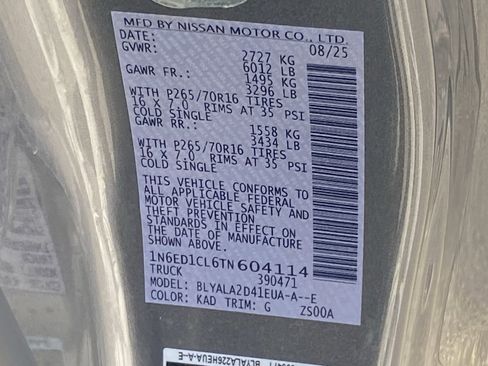 MFD BY NISSAN MOTOR CO., LTD.
DATE: 08/25
GVWR: 2727 KG
6012 LB
GAWR FR.: 1495 KG
3296 LB
WITH P265/70R16 TIRES
16 X 7.0 RIMS AT 35 PSI
COLD SINGLE
GAWR RR.: 1558 KG
3434 LB
WITH P265/70R16 TIRES
16 X 7.0 RIMS AT 35 PSI
COLD SINGLE
THIS VEHICLE CONFORMS TO
ALL APPLICABLE FEDERAL
MOTOR VEHICLE SAFETY AND
STANDARDS IN EFFECT ON
THE DATE OF MANUFACTURE
SHOWN ABOVE.
1N6ED1CL6TN604114
TRUCK 390471
MODEL: BLYALA2D41EUA-A--E
COLOR: KAD TRIM: G ZS00A